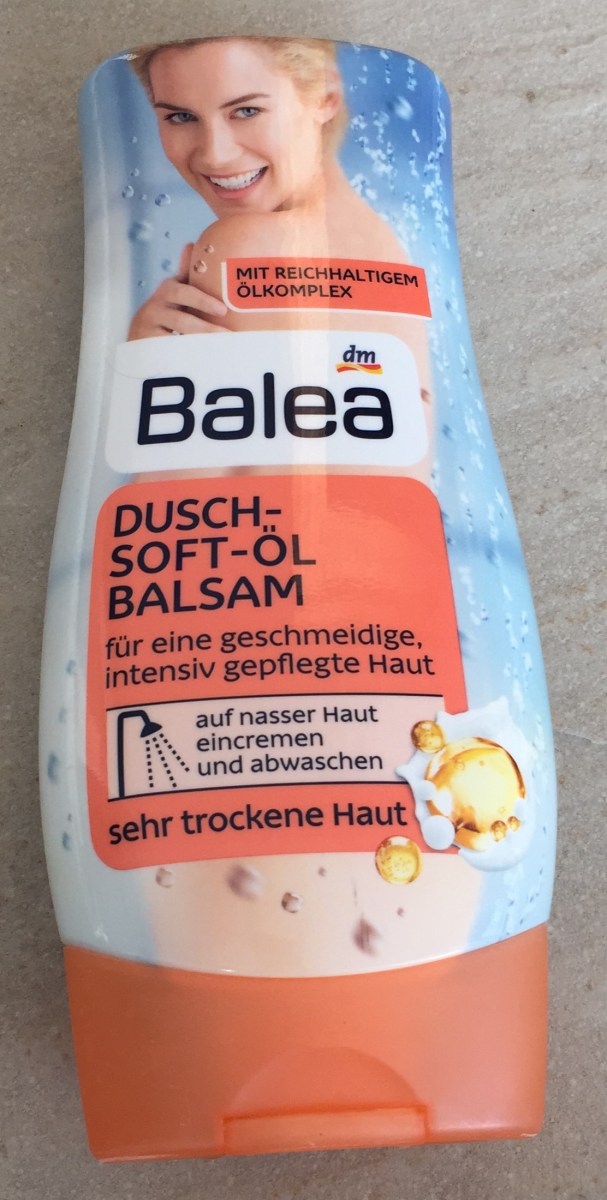 MIT REICHHALTIGEM
ÖLKOMPLEX
dm
Balea
DUSCH-
SOFT-ÖL
BALSAM
für eine geschmeidige,
intensiv gepflegte Haut
auf nasser Haut
eincremen
und abwaschen
sehr trockene Haut